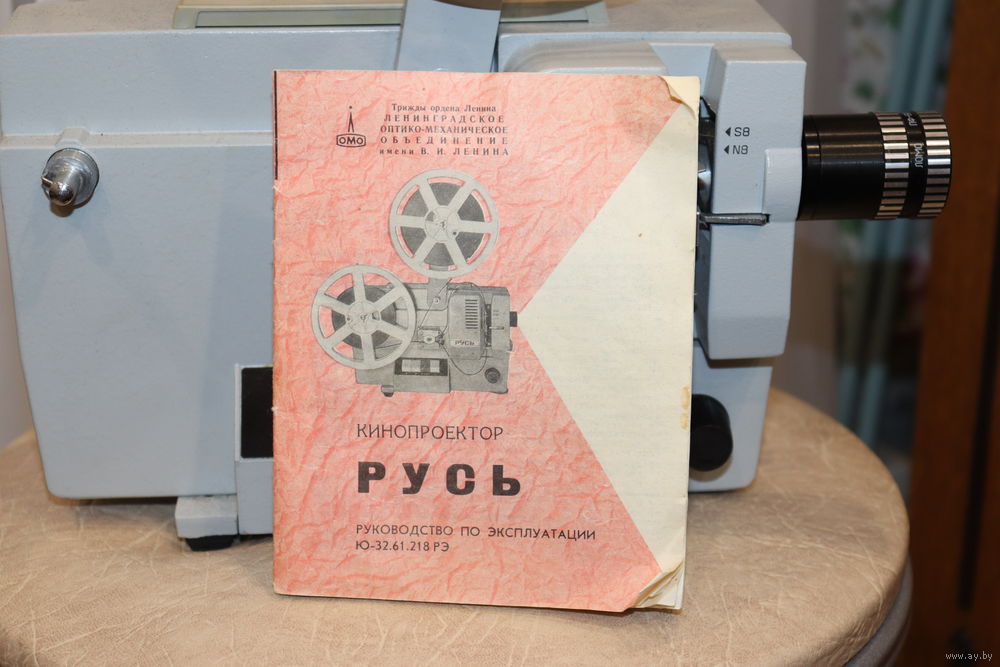 Трижды ордена Ленина
ЛЕНИНГРАДСКОЕ
ОПТИКО-МЕХАНИЧЕСКОЕ
ОБЪЕДИНЕНИЕ
имени В. И. ЛЕНИНА
ОМО
РУСЬ
КИНОПРОЕКТОР
РУСЬ
РУКОВОДСТВО ПО ЭКСПЛУАТАЦИИ
Ю-32.61.218 РЭ
◀S8
◀N8
ЛОМО
www.ay.by